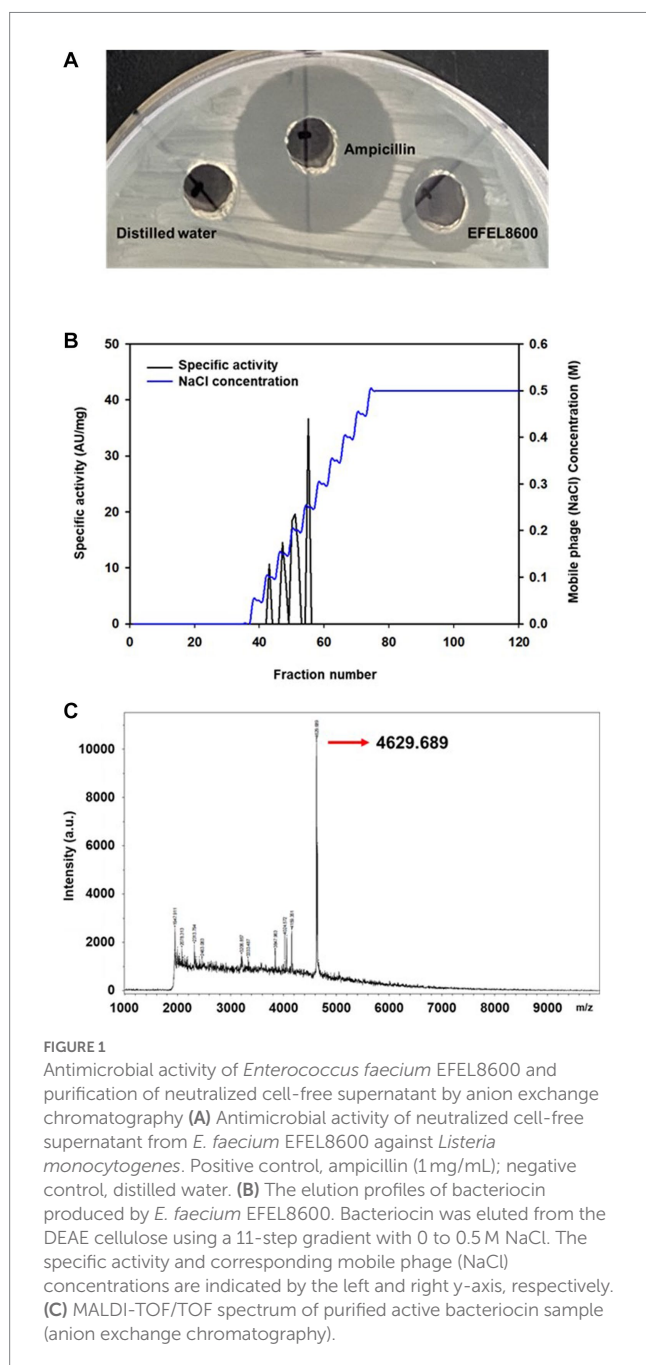 A
Ampicillin
Distilled water
EFEL8600
B
50
40
30
20
10
0
Specific activity (AU/mg)
Specific activity
NaCl concentration
0.6
0.5
0.4
0.3
0.2
0.1
0.0
Mobile phage (NaCl) Concentration (M)
0 20 40 60 80 100 120
Fraction number
C
10000
8000
6000
4000
2000
0
Intensity (a.u.)
4629.689
1000 2000 3000 4000 5000 6000 7000 8000 9000 m/z
FIGURE 1
Antimicrobial activity of Enterococcus faecium EFEL8600 and
purification of neutralized cell-free supernatant by anion exchange
chromatography (A) Antimicrobial activity of neutralized cell-free
supernatant from E. faecium EFEL8600 against Listeria
monocytogenes. Positive control, ampicillin (1 mg/mL); negative
control, distilled water. (B) The elution profiles of bacteriocin
produced by E. faecium EFEL8600. Bacteriocin was eluted from the
DEAE cellulose using a 11-step gradient with 0 to 0.5 M NaCl. The
specific activity and corresponding mobile phage (NaCl)
concentrations are indicated by the left and right y-axis, respectively.
(C) MALDI-TOF/TOF spectrum of purified active bacteriocin sample
(anion exchange chromatography).